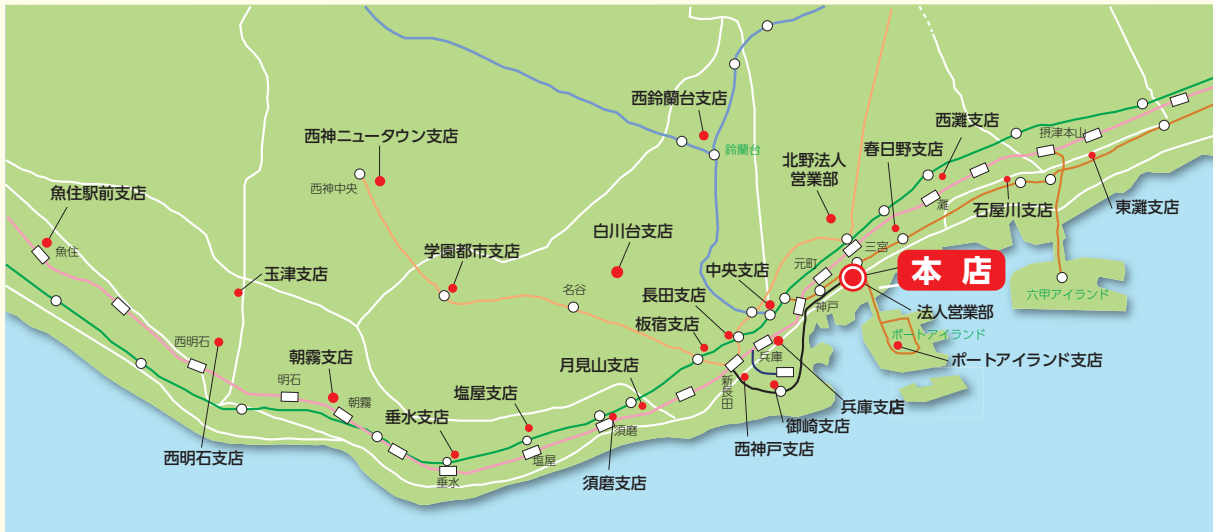 西鈴蘭台支店
西神ニュータウン支店
鈴蘭台
西神中央
北野法人
営業部
春日野支店
西灘支店
摂津本山
魚住駅前支店
魚住
灘
石屋川支店
東灘支店
白川台支店
学園都市支店
玉津支店
名谷
中央支店
元町
三宮
本店
長田支店
神戸
法人営業部
六甲アイランド
板宿支店
ポートアイランド
ポートアイランド支店
西明石
朝霧支店
明石
朝霧
月見山支店
兵庫
新長田
塩屋支店
垂水支店
須磨
兵庫支店
御崎支店
西神戸支店
西明石支店
塩屋
垂水
須磨支店